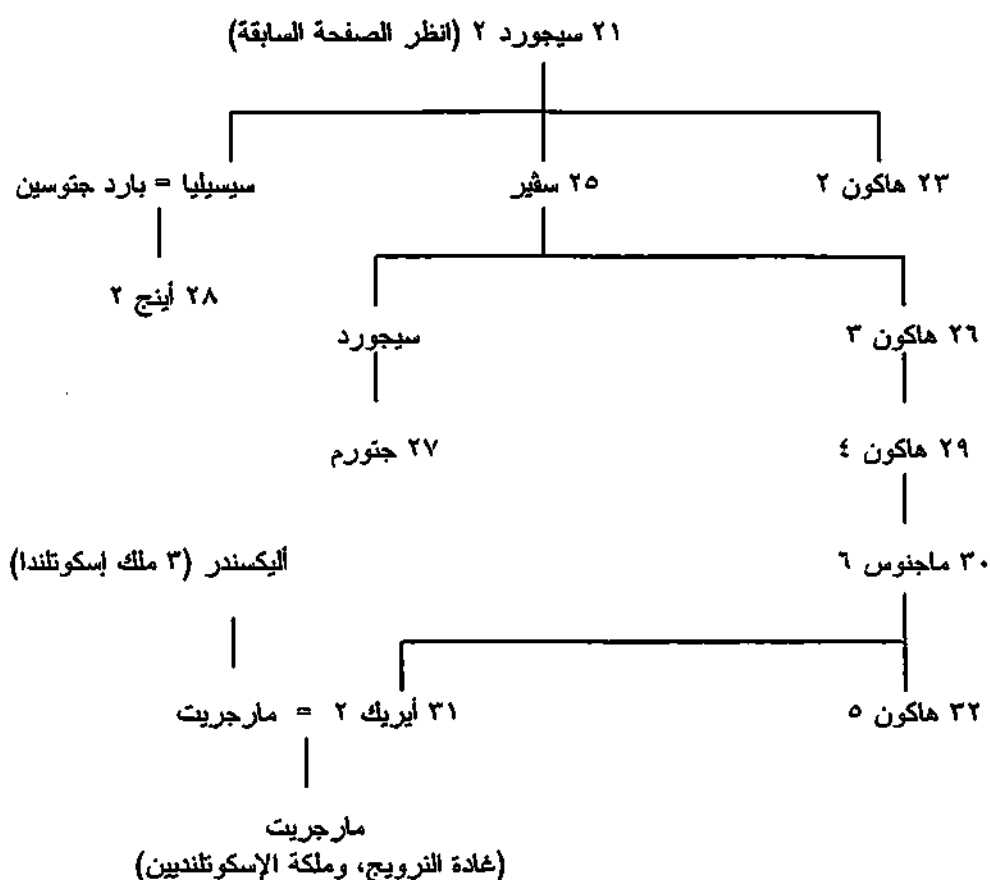 ٢١ سيجورد ٢ (انظر الصفحة السابقة)
٢٣ هاكون ٢
٢٥ سڤير
سيسيليا = بارد جتوسين
٢٨ أينج ٢
٢٦ هاكون ٣
سيجورد
٢٩ هاكون ٤
٢٧ جتورم
٣٠ ماجنوس ٦
أليكسندر (٣ ملك إسكوتلندا)
٣٢ هاكون ٥
٣١ أيريك ٢ = مارجريت
مارجريت
(غادة النرويج، وملكة الإسكوتلنديين)